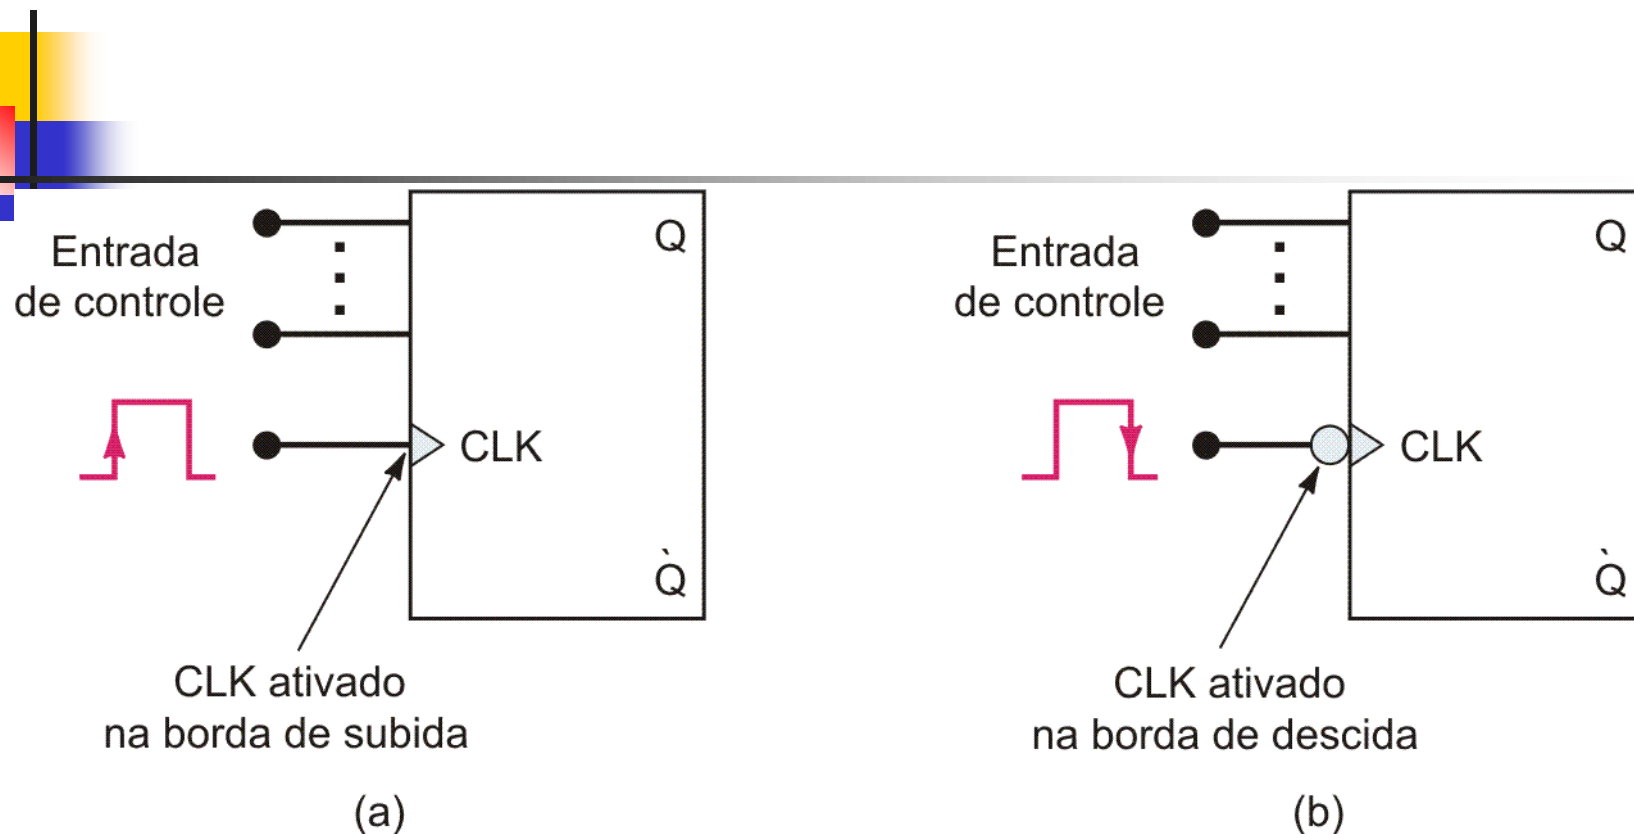 Entrada
de controle
Q
CLK
Q̀
CLK ativado
na borda de subida
(a)
Entrada
de controle
Q
CLK
Q̀
CLK ativado
na borda de descida
(b)